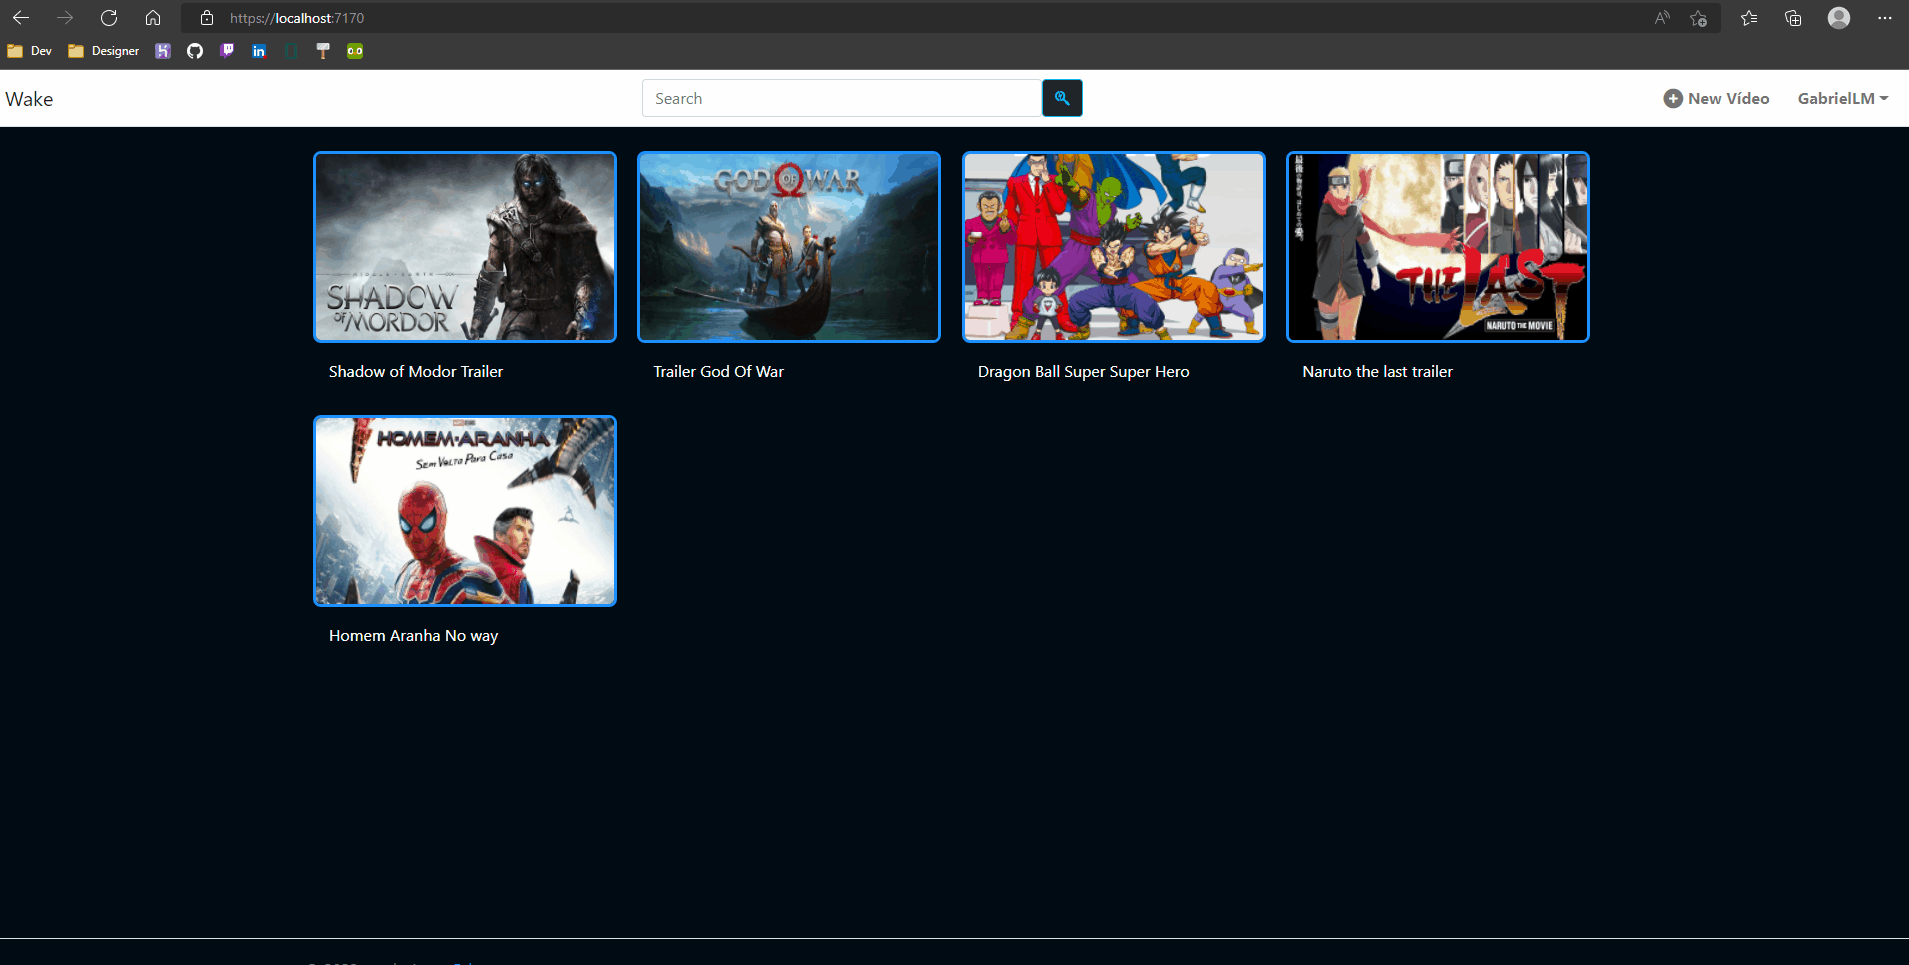 https://localhost:7170
Dev
Designer
Wake
Search
New Vídeo
GabrielLM
MIDDLE-EARTH
SHADOW
OF MORDOR
GOD OF WAR
THE LAST
NARUTO THE MOVIE
Shadow of Modor Trailer
Trailer God Of War
Dragon Ball Super Super Hero
Naruto the last trailer
HOMEM-ARANHA
SEM VOLTA PARA CASA
Homem Aranha No way